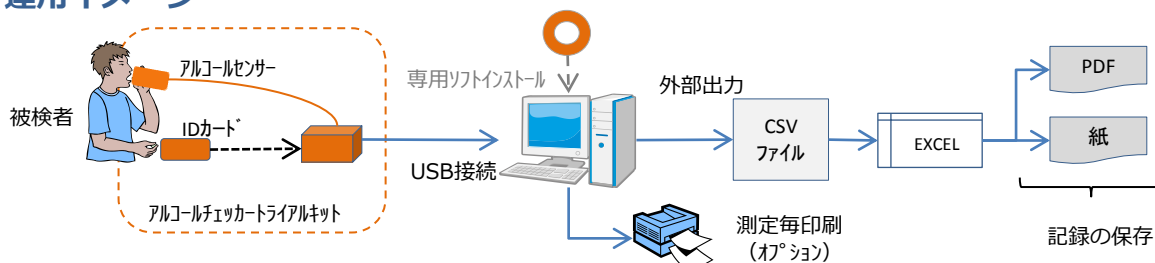 運用イメージ
被検者
アルコールセンサー
IDカード
アルコールチェッカートライアルキット
専用ソフトインストール
USB接続
外部出力
CSV
ファイル
EXCEL
PDF
紙
測定毎印刷
（オプション）
記録の保存